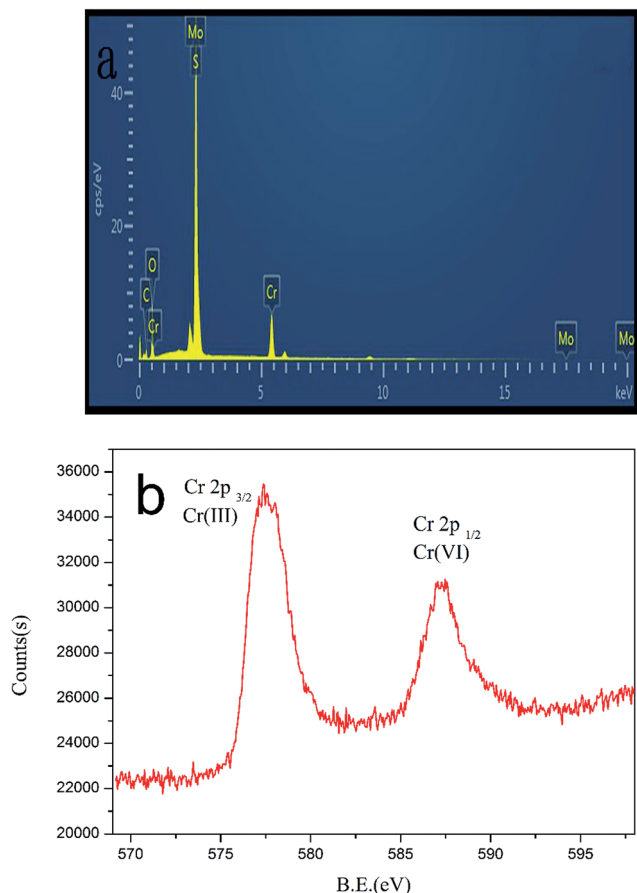 a
Mo
S
40
cps/eV
20
O
C
Cr
Cr
Mo
Mo
0
0
5
10
15
keV
b
36000
Cr 2p 3/2
Cr(III)
34000
Cr 2p 1/2
Cr(VI)
32000
30000
Counts(s)
28000
26000
24000
22000
20000
570
575
580
585
590
595
B.E.(eV)